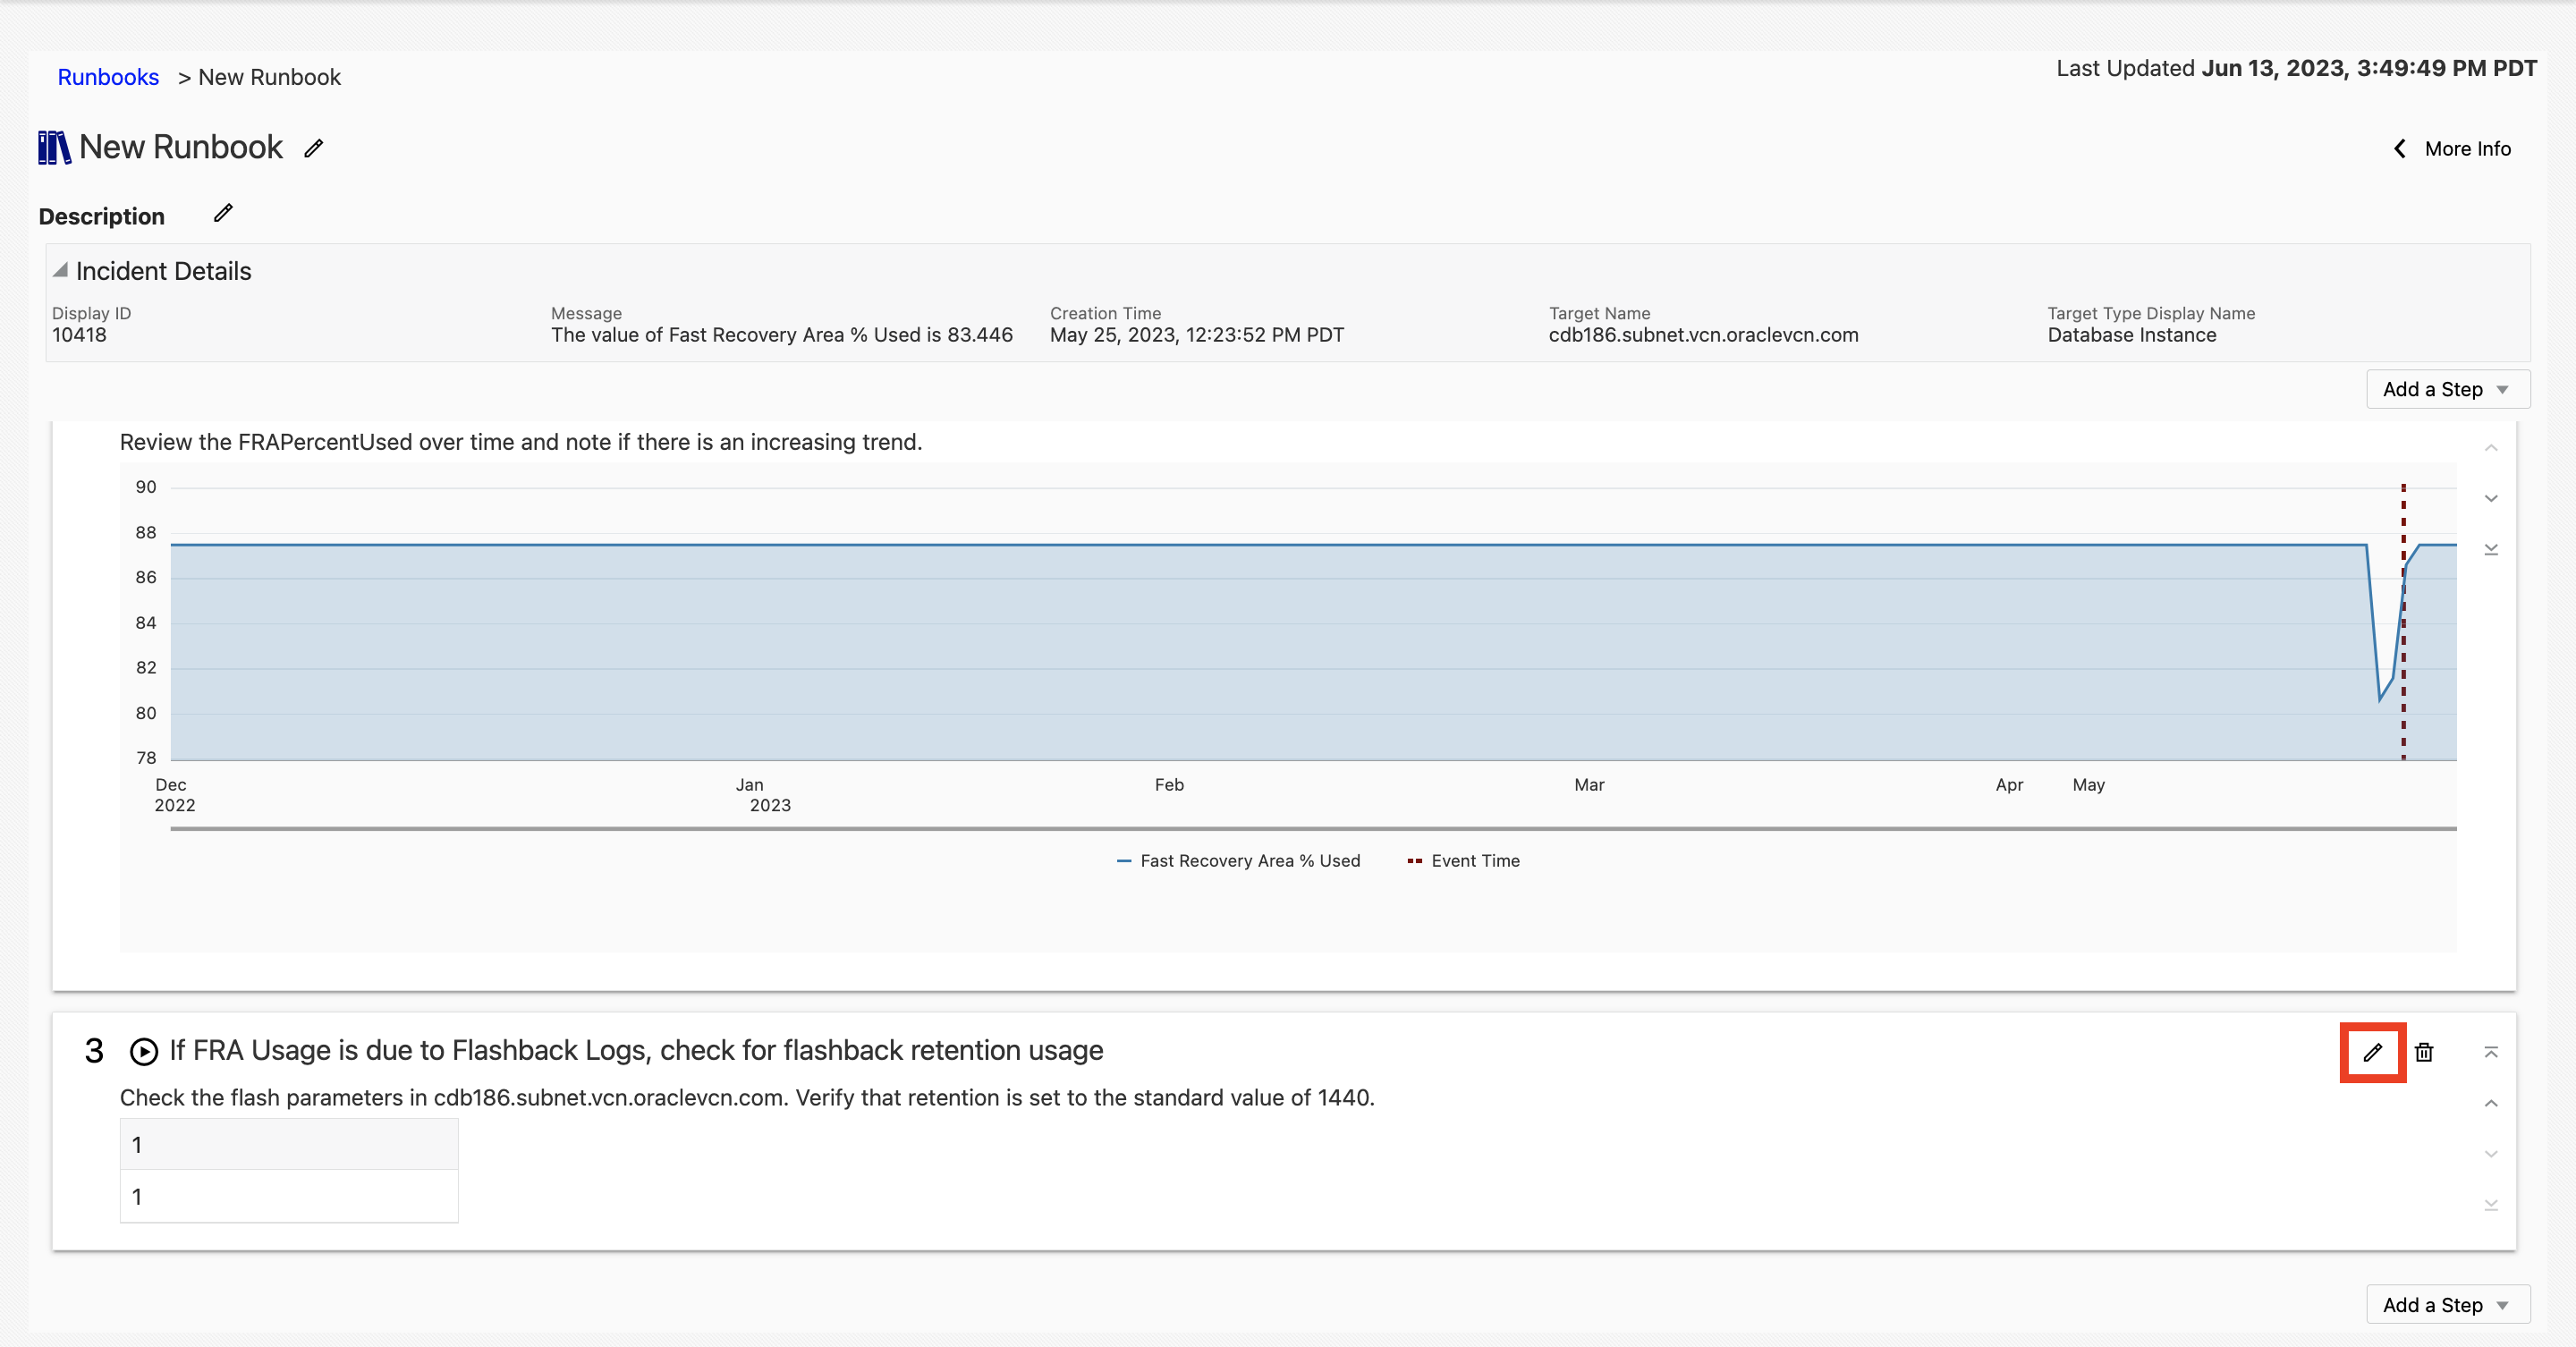 Runbooks > New Runbook
Last Updated Jun 13, 2023, 3:49:49 PM PDT
New Runbook
More Info
Description
Incident Details
Display ID
10418
Message
The value of Fast Recovery Area % Used is 83.446
Creation Time
May 25, 2023, 12:23:52 PM PDT
Target Name
cdb186.subnet.vcn.oraclevcn.com
Target Type Display Name
Database Instance
Add a Step
Review the FRAPercentUsed over time and note if there is an increasing trend.
90
88
86
84
82
80
78
Dec
2022
Jan
2023
Feb
Mar
Apr
May
Fast Recovery Area % Used
Event Time
3 If FRA Usage is due to Flashback Logs, check for flashback retention usage
Check the flash parameters in cdb186.subnet.vcn.oraclevcn.com. Verify that retention is set to the standard value of 1440.
1
1
Add a Step